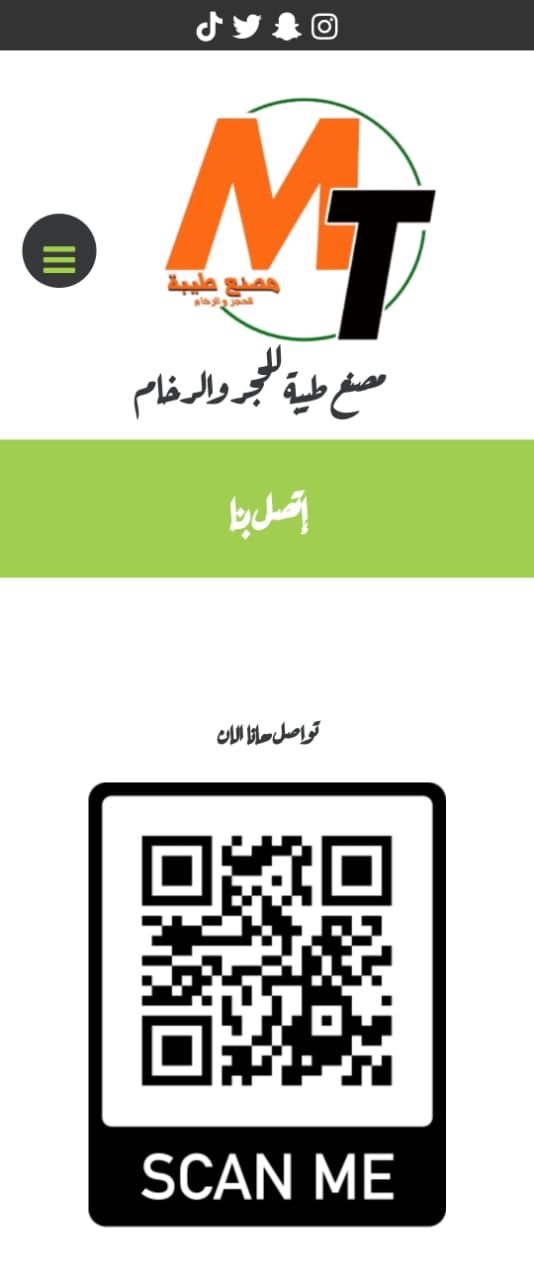 MT
مصنع طيبة
للحجر والرخام
مصنع طيبة للحجر والرخام
إتصل بنا
تواصل معانا الان
SCAN ME